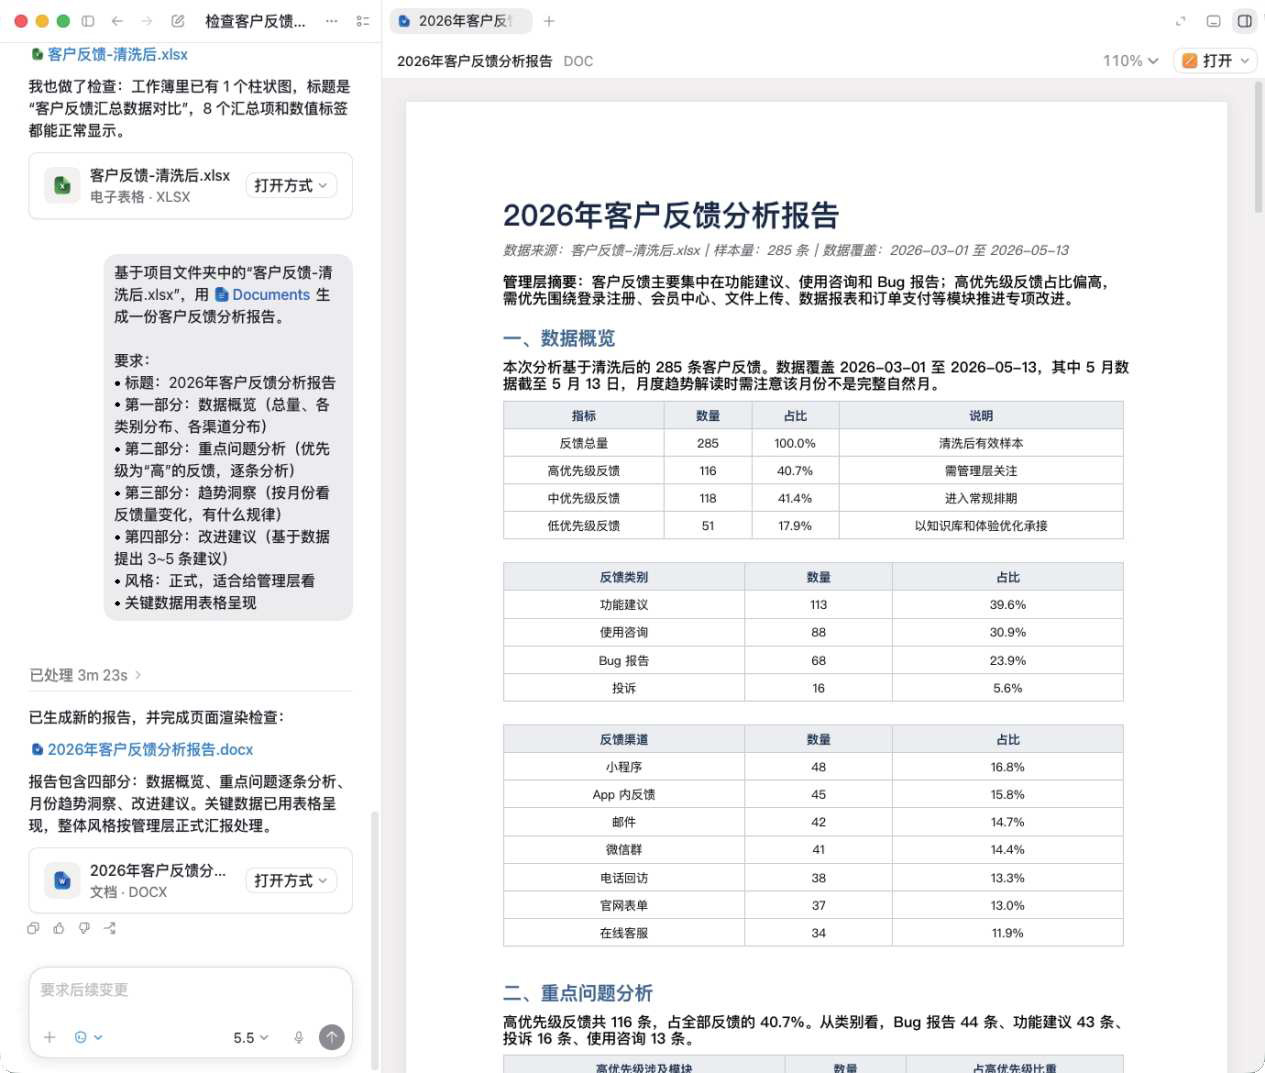 检查客户反馈...
客户反馈-清洗后.xlsx
我也做了检查：工作簿里已有 1 个柱状图，标题是
“客户反馈汇总数据对比”，8 个汇总项和数值标签
都能正常显示。
客户反馈-清洗后.xlsx
电子表格 · XLSX
打开方式
基于项目文件夹中的“客户反馈-清
洗后.xlsx”，用 Documents 生
成一份客户反馈分析报告。
要求：
• 标题：2026年客户反馈分析报告
• 第一部分：数据概览（总量、各
类别分布、各渠道分布）
• 第二部分：重点问题分析（优先
级为“高”的反馈，逐条分析）
• 第三部分：趋势洞察（按月份看
反馈量变化，有什么规律）
• 第四部分：改进建议（基于数据
提出 3~5 条建议）
• 风格：正式，适合给管理层看
• 关键数据用表格呈现
已处理 3m 23s
已生成新的报告，并完成页面渲染检查：
2026年客户反馈分析报告.docx
报告包含四部分：数据概览、重点问题逐条分析、
月份趋势洞察、改进建议。关键数据已用表格呈
现，整体风格按管理层正式汇报处理。
2026年客户反馈分...
文档 · DOCX
打开方式
要求后续变更
5.5
2026年客户反馈
2026年客户反馈分析报告 DOC
110%
打开
2026年客户反馈分析报告
数据来源：客户反馈-清洗后.xlsx | 样本量：285 条 | 数据覆盖：2026-03-01 至 2026-05-13
管理层摘要：客户反馈主要集中在功能建议、使用咨询和 Bug 报告；高优先级反馈占比偏高，
需优先围绕登录注册、会员中心、文件上传、数据报表和订单支付等模块推进专项改进。
一、数据概览
本次分析基于清洗后的 285 条客户反馈。数据覆盖 2026-03-01 至 2026-05-13，其中 5 月数
据截至 5 月 13 日，月度趋势解读时需注意该月份不是完整自然月。
指标 数量 占比 说明
反馈总量 285 100.0% 清洗后有效样本
高优先级反馈 116 40.7% 需管理层关注
中优先级反馈 118 41.4% 进入常规排期
低优先级反馈 51 17.9% 以知识库和体验优化承接
反馈类别 数量 占比
功能建议 113 39.6%
使用咨询 88 30.9%
Bug 报告 68 23.9%
投诉 16 5.6%
反馈渠道 数量 占比
小程序 48 16.8%
App 内反馈 45 15.8%
邮件 42 14.7%
微信群 41 14.4%
电话回访 38 13.3%
官网表单 37 13.0%
在线客服 34 11.9%
二、重点问题分析
高优先级反馈共 116 条，占全部反馈的 40.7%。从类别看，Bug 报告 44 条、功能建议 43 条、
投诉 16 条、使用咨询 13 条。
高优先级涉及模块 数量 占高优先级比重